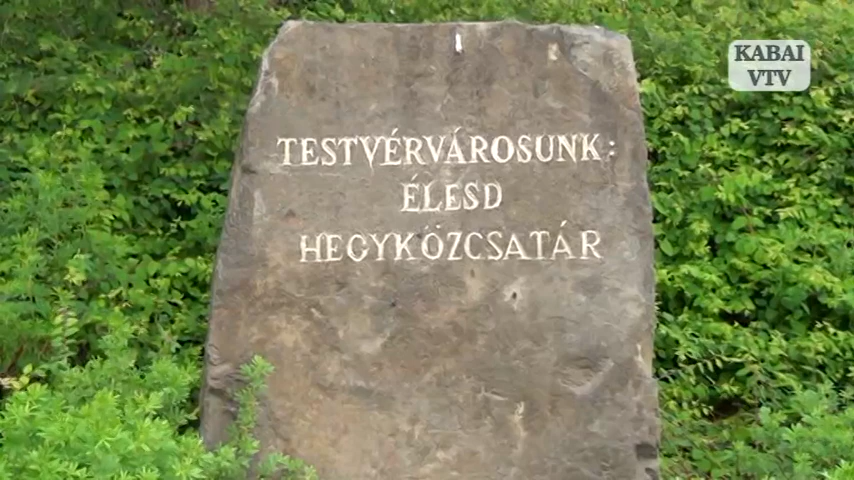 KABAI
VTV
TESTVÉRVÁROSUNK:
ÉLESD
HEGYKÖZCSATÁR